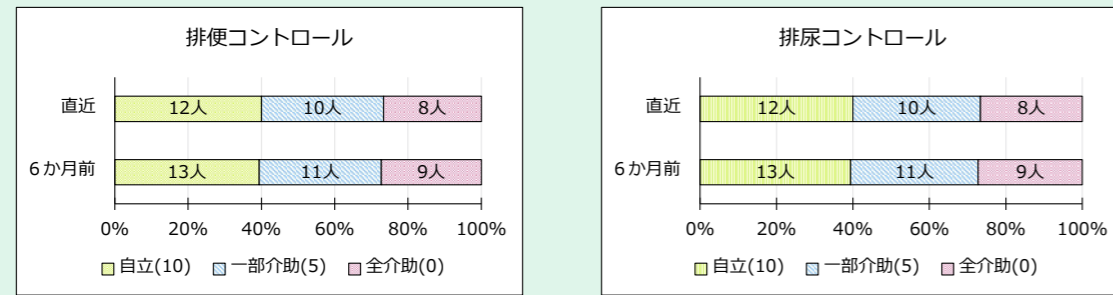 排便コントロール
直近
12人 10人 8人
６か月前
13人 11人 9人
0% 20% 40% 60% 80% 100%
自立(10) 一部介助(5) 全介助(0)
排尿コントロール
直近
12人 10人 8人
６か月前
13人 11人 9人
0% 20% 40% 60% 80% 100%
自立(10) 一部介助(5) 全介助(0)